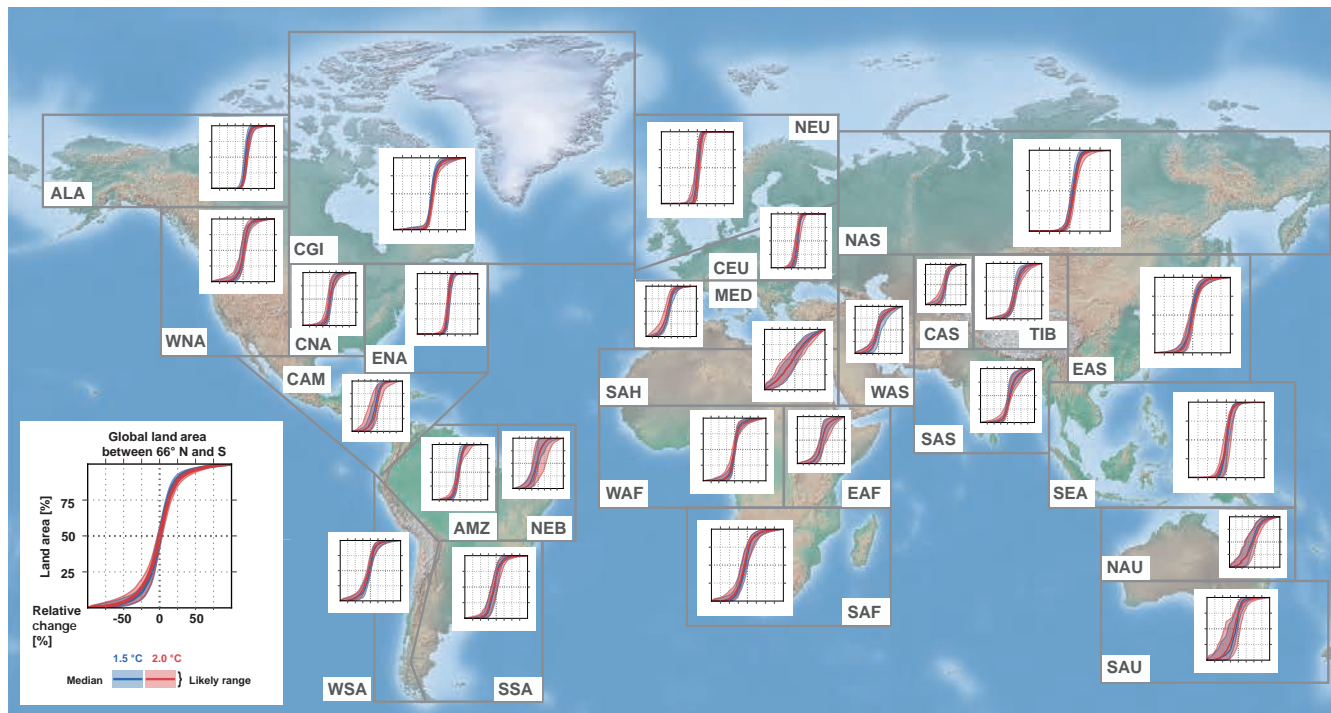 NEU
ALA
CGI
NAS
CEU
MED
WNA
CNA
ENA
CAS
TIB
CAM
SAH
WAS
EAS
SAS
WAF
EAF
SEA
AMZ
NEB
NAU
SAF
SAU
WSA
SSA
Global land area
between 66° N and S
Land area [%]
75
50
25
Relative
change
[%]
-50
0
50
1.5 °C
2.0 °C
Median
} Likely range